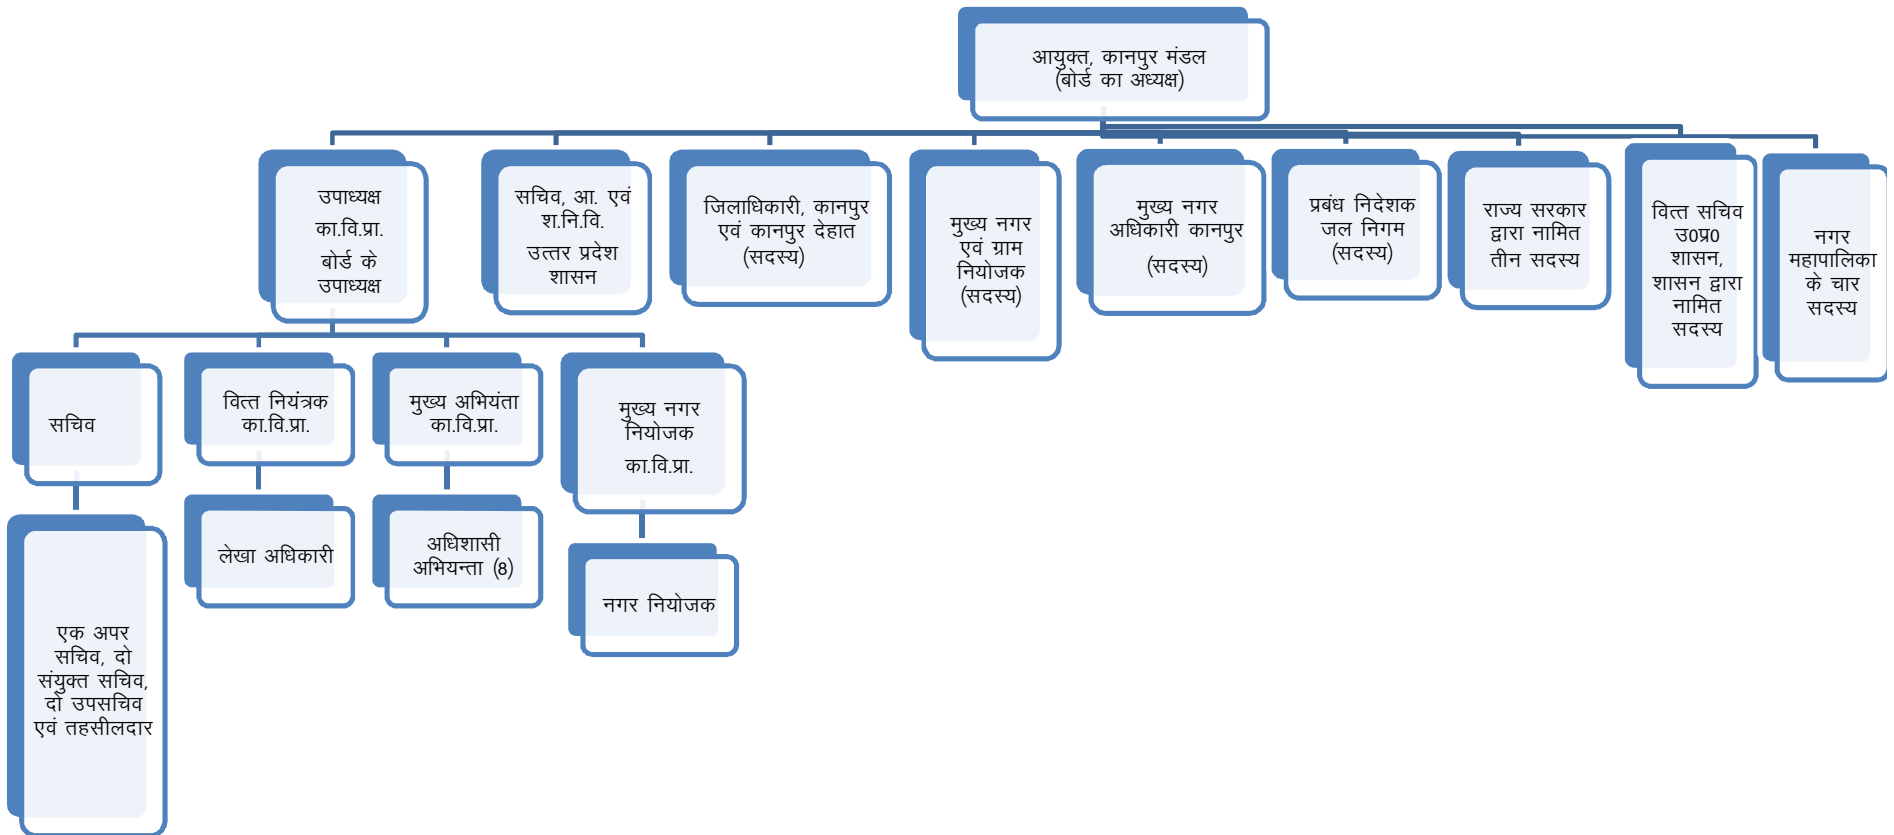 आयुक्त, कानपुर मंडल
(बोर्ड का अध्यक्ष)
उपाध्यक्ष
का.वि.प्रा.
बोर्ड के
उपाध्यक्ष
सचिव, आ. एवं
श.नि.वि.
उत्तर प्रदेश
शासन
जिलाधिकारी, कानपुर
एवं कानपुर देहात
(सदस्य)
मुख्य नगर
एवं ग्राम
नियोजक
(सदस्य)
मुख्य नगर
अधिकारी कानपुर
(सदस्य)
प्रबंध निदेशक
जल निगम
(सदस्य)
राज्य सरकार
द्वारा नामित
तीन सदस्य
वित्त सचिव
उ0प्र0
शासन,
शासन द्वारा
नामित
सदस्य
नगर
महापालिका
के चार
सदस्य
सचिव
वित्त नियंत्रक
का.वि.प्रा.
मुख्य अभियंता
का.वि.प्रा.
मुख्य नगर
नियोजक
का.वि.प्रा.
एक अपर
सचिव, दो
संयुक्त सचिव,
दो उपसचिव
एवं तहसीलदार
लेखा अधिकारी
अधिशासी
अभियन्ता (8)
नगर नियोजक